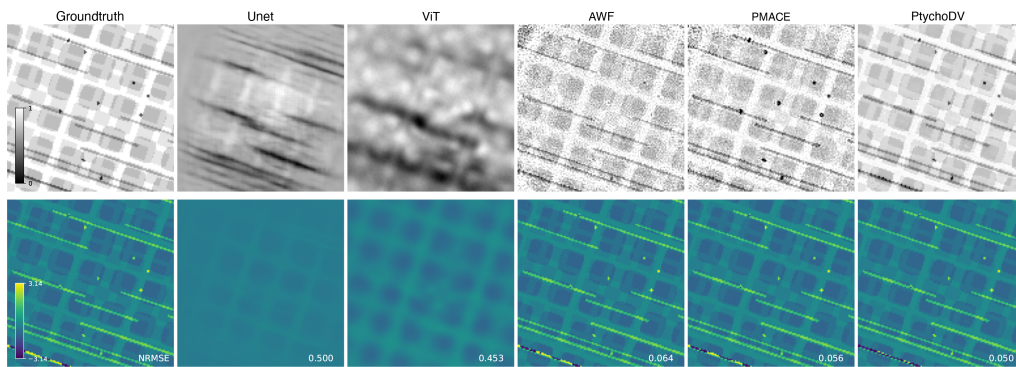 Groundtruth Unet ViT AWF PMACE PtychoDV
1
0
3.14
−3.14
NRMSE 0.500 0.453 0.064 0.056 0.050